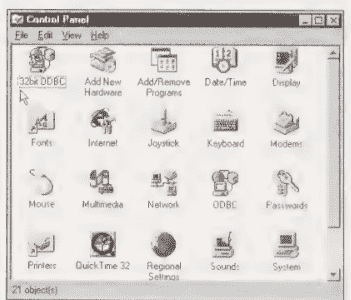 Control Panel
File Edit View Help
32bit ODBC Add New Hardware Add/Remove Programs Date/Time Display
Fonts Internet Joystick Keyboard Modems
Mouse Multimedia Network ODBC Passwords
Printers QuickTime 32 Regional Settings Sounds System
21 object(s)